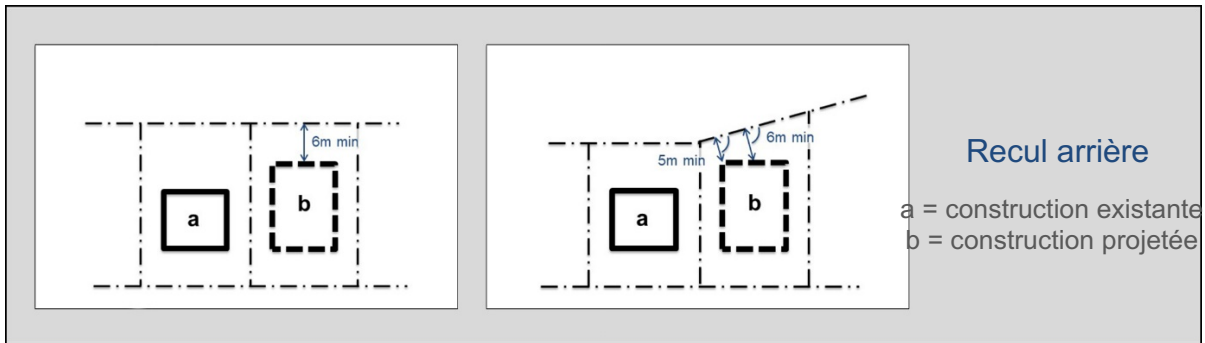 6m min
a
b
5m min
6m min
a
b
Recul arrière
a = construction existante
b = construction projetée